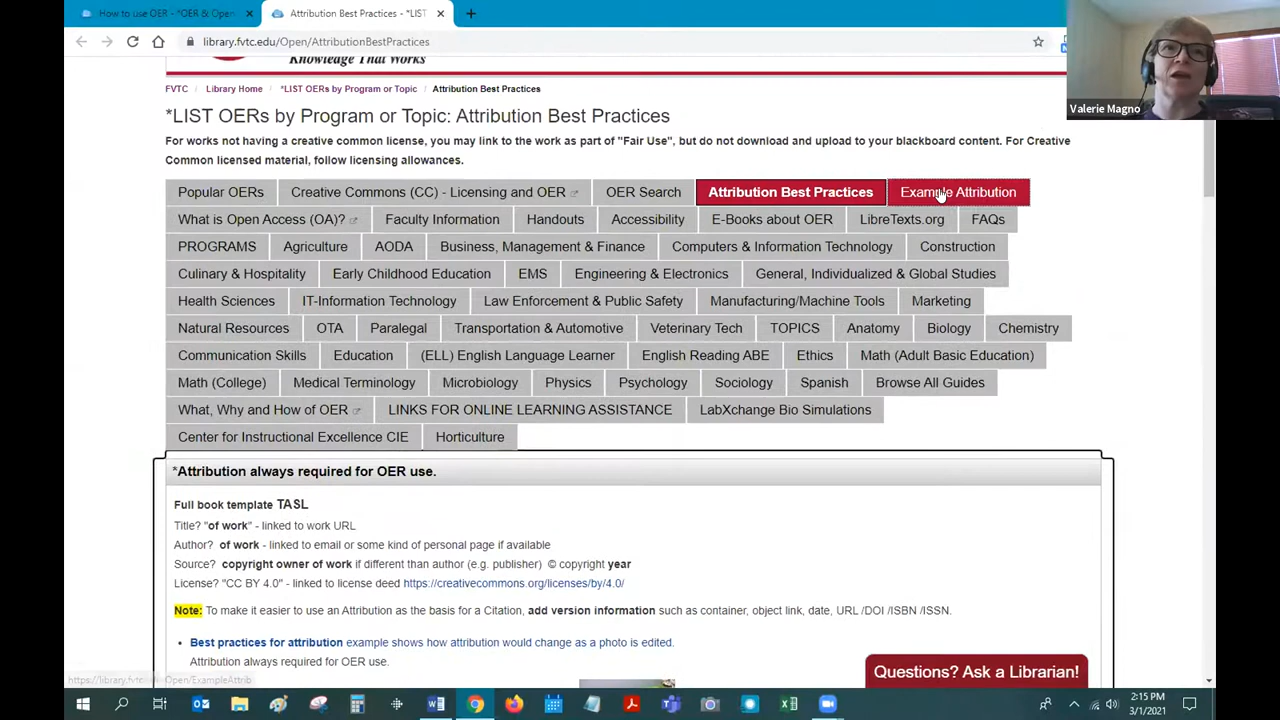 How to use OER - *OER & Open
Attribution Best Practices - *LIST
library.fvtc.edu/Open/AttributionBestPractices
Valerie Magno
Knowledge That Works
FVTC / Library Home / *LIST OERs by Program or Topic / Attribution Best Practices
*LIST OERs by Program or Topic: Attribution Best Practices
For works not having a creative common license, you may link to the work as part of "Fair Use", but do not download and upload to your blackboard content. For Creative
Common licensed material, follow licensing allowances.
Popular OERs Creative Commons (CC) - Licensing and OER OER Search Attribution Best Practices Example Attribution
What is Open Access (OA)? Faculty Information Handouts Accessibility E-Books about OER LibreTexts.org FAQs
PROGRAMS Agriculture AODA Business, Management & Finance Computers & Information Technology Construction
Culinary & Hospitality Early Childhood Education EMS Engineering & Electronics General, Individualized & Global Studies
Health Sciences IT-Information Technology Law Enforcement & Public Safety Manufacturing/Machine Tools Marketing
Natural Resources OTA Paralegal Transportation & Automotive Veterinary Tech TOPICS Anatomy Biology Chemistry
Communication Skills Education (ELL) English Language Learner English Reading ABE Ethics Math (Adult Basic Education)
Math (College) Medical Terminology Microbiology Physics Psychology Sociology Spanish Browse All Guides
What, Why and How of OER LINKS FOR ONLINE LEARNING ASSISTANCE LabXchange Bio Simulations
Center for Instructional Excellence CIE Horticulture
*Attribution always required for OER use.
Full book template TASL
Title? "of work" - linked to work URL
Author? of work - linked to email or some kind of personal page if available
Source? copyright owner of work if different than author (e.g. publisher) © copyright year
License? "CC BY 4.0" - linked to license deed https://creativecommons.org/licenses/by/4.0/
Note: To make it easier to use an Attribution as the basis for a Citation, add version information such as container, object link, date, URL /DOI /ISBN /ISSN.
• Best practices for attribution example shows how attribution would change as a photo is edited.
Attribution always required for OER use.
Questions? Ask a Librarian!
2:15 PM
3/1/2021